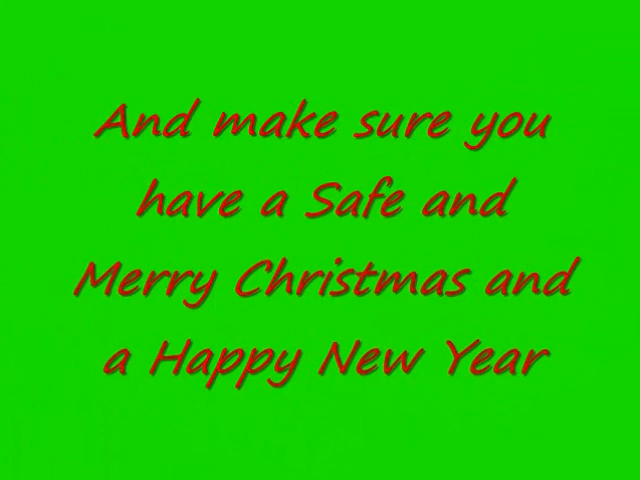 And make sure you
have a Safe and
Merry Christmas and
a Happy New Year